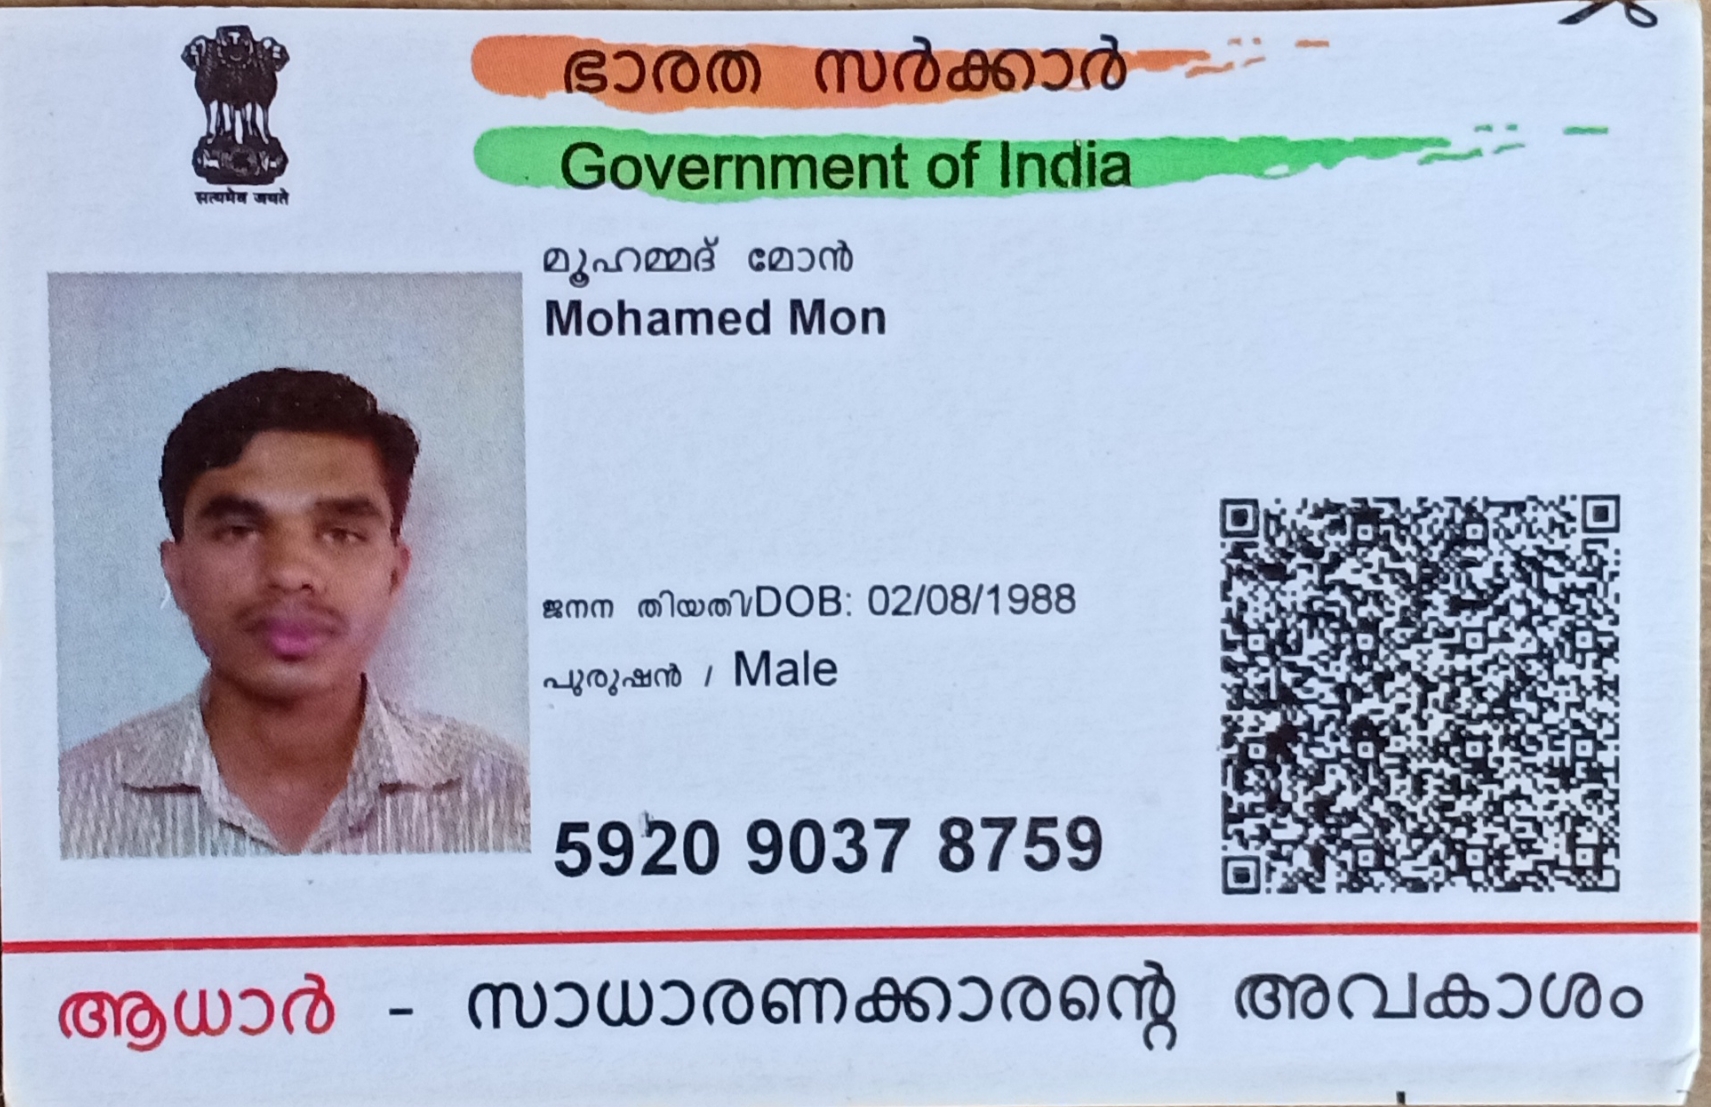 सत्यमेव जयते
ഭാരത സർക്കാർ
Government of India
മൂഹമ്മദ് മോൻ
Mohamed Mon
ജനന തിയതി/DOB: 02/08/1988
പുരുഷൻ / Male
5920 9037 8759
ആധാർ - സാധാരണക്കാരന്റെ അവകാശം